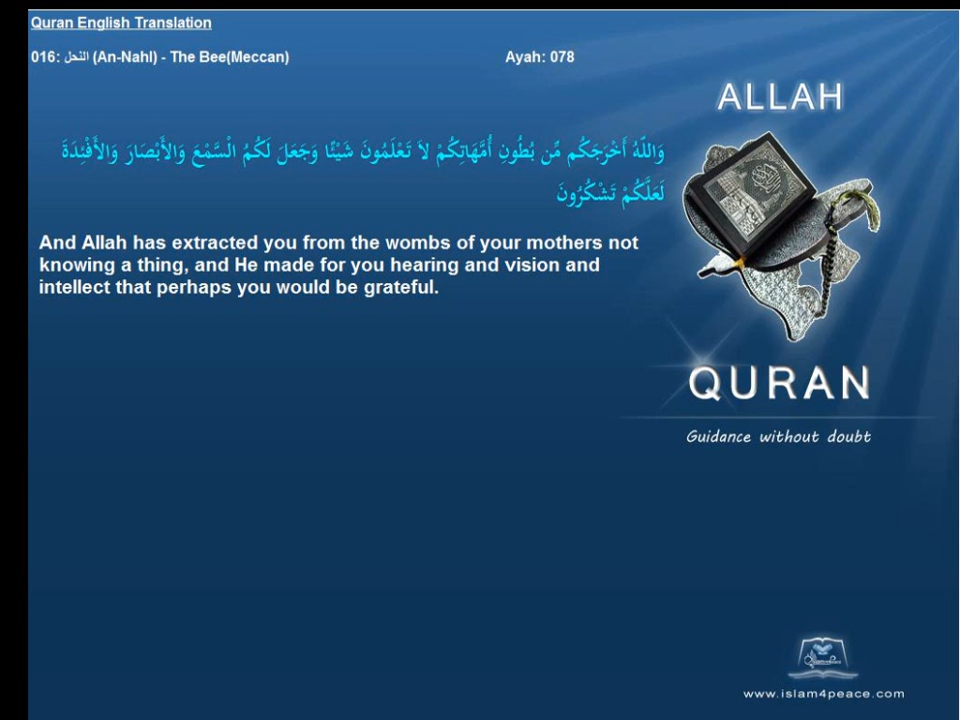 Quran English Translation
016: النحل (An-Nahl) - The Bee(Meccan) Ayah: 078
ALLAH
وَاللّهُ أَخْرَجَكُم مِّن بُطُونِ أُمَّهَاتِكُمْ لاَ تَعْلَمُونَ شَيْئًا وَجَعَلَ لَكُمُ الْسَّمْعَ وَالأَبْصَارَ وَالأَفْئِدَةَ
لَعَلَّكُمْ تَشْكُرُونَ
And Allah has extracted you from the wombs of your mothers not
knowing a thing, and He made for you hearing and vision and
intellect that perhaps you would be grateful.
QURAN
Guidance without doubt
www.islam4peace.com